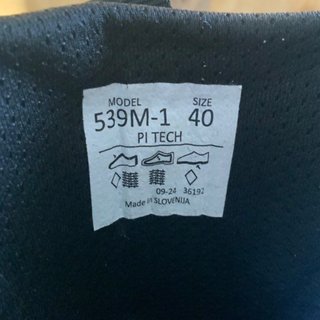 MODEL SIZE
539M-1 40
PI TECH
09-24 36192
Made in SLOVENIJA